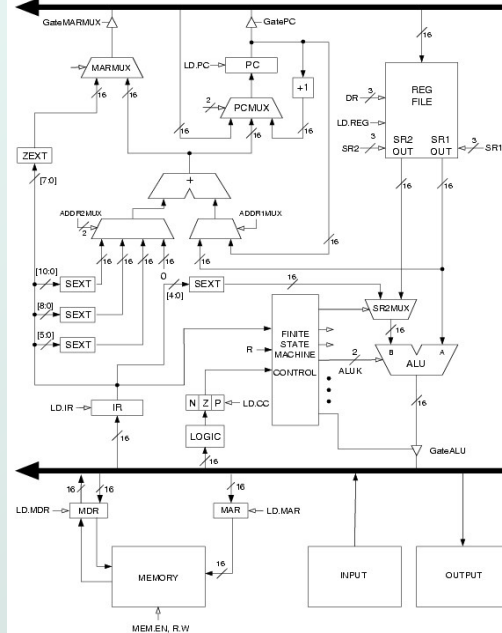 GateMARMUX
GatePC
16
MARMUX
LD.PC
PC
+1
REG
FILE
DR
3
LD.REG
SR2
3
SR2
OUT
SR1
OUT
3
SR1
16
16
2
PCMUX
16
16
16
16
16
ZEXT
[7:0]
+
ADDR2MUX
2
ADDR1MUX
16
16
16
16
0
16
16
16
16
[10:0]
SEXT
[8:0]
SEXT
[5:0]
SEXT
[4:0]
SEXT
16
SR2MUX
16
FINITE
STATE
MACHINE
CONTROL
R
2
ALUK
B
A
ALU
LD.IR
IR
N Z P
LD.CC
LOGIC
16
16
16
GateALU
16
16
16
LD.MDR
MDR
MAR
LD.MAR
16
MEMORY
INPUT
OUTPUT
MEM.EN, R.W